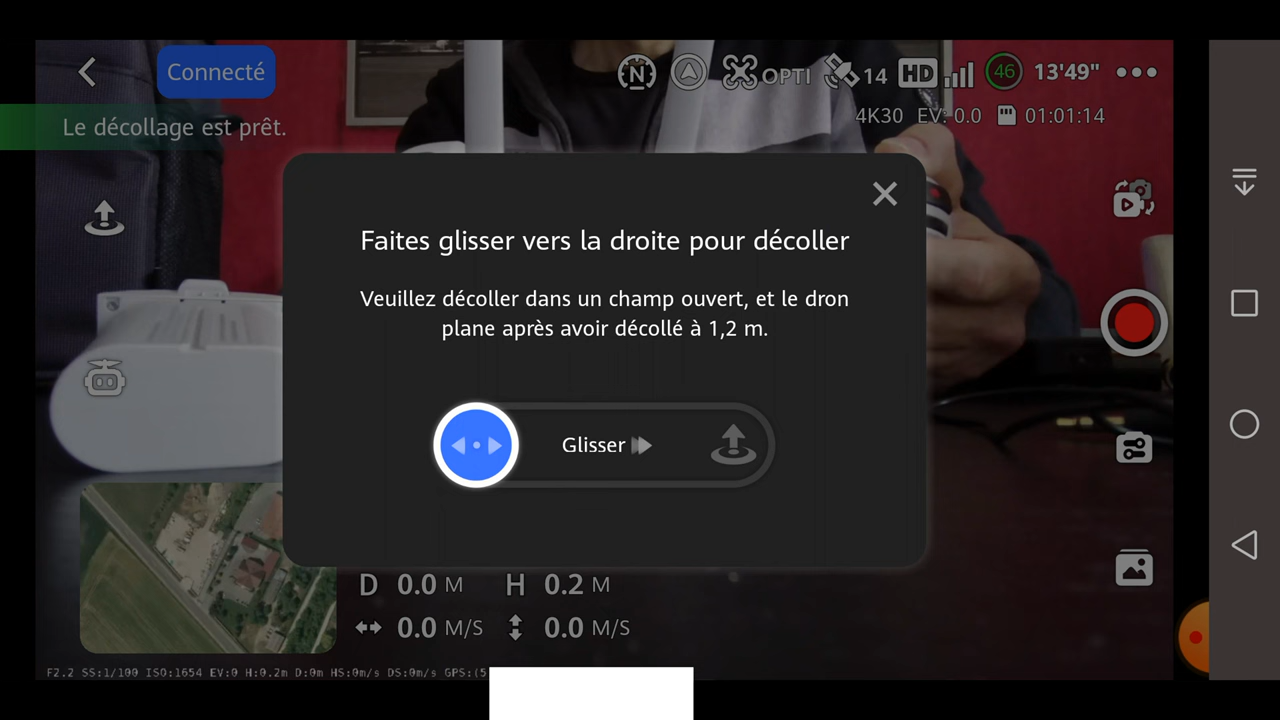 Connecté
N
OPTI
14
HD
46
13'49"
Le décollage est prêt.
4K30 EV: 0.0
01:01:14
Faites glisser vers la droite pour décoller
Veuillez décoller dans un champ ouvert, et le dron
plane après avoir décollé à 1,2 m.
Glisser
D 0.0 M H 0.2 M
0.0 M/S 0.0 M/S
F2.2 SS:1/100 ISO:1654 EV:0 H:0.2m D:0m HS:0m/s DS:0m/s GPS:(5